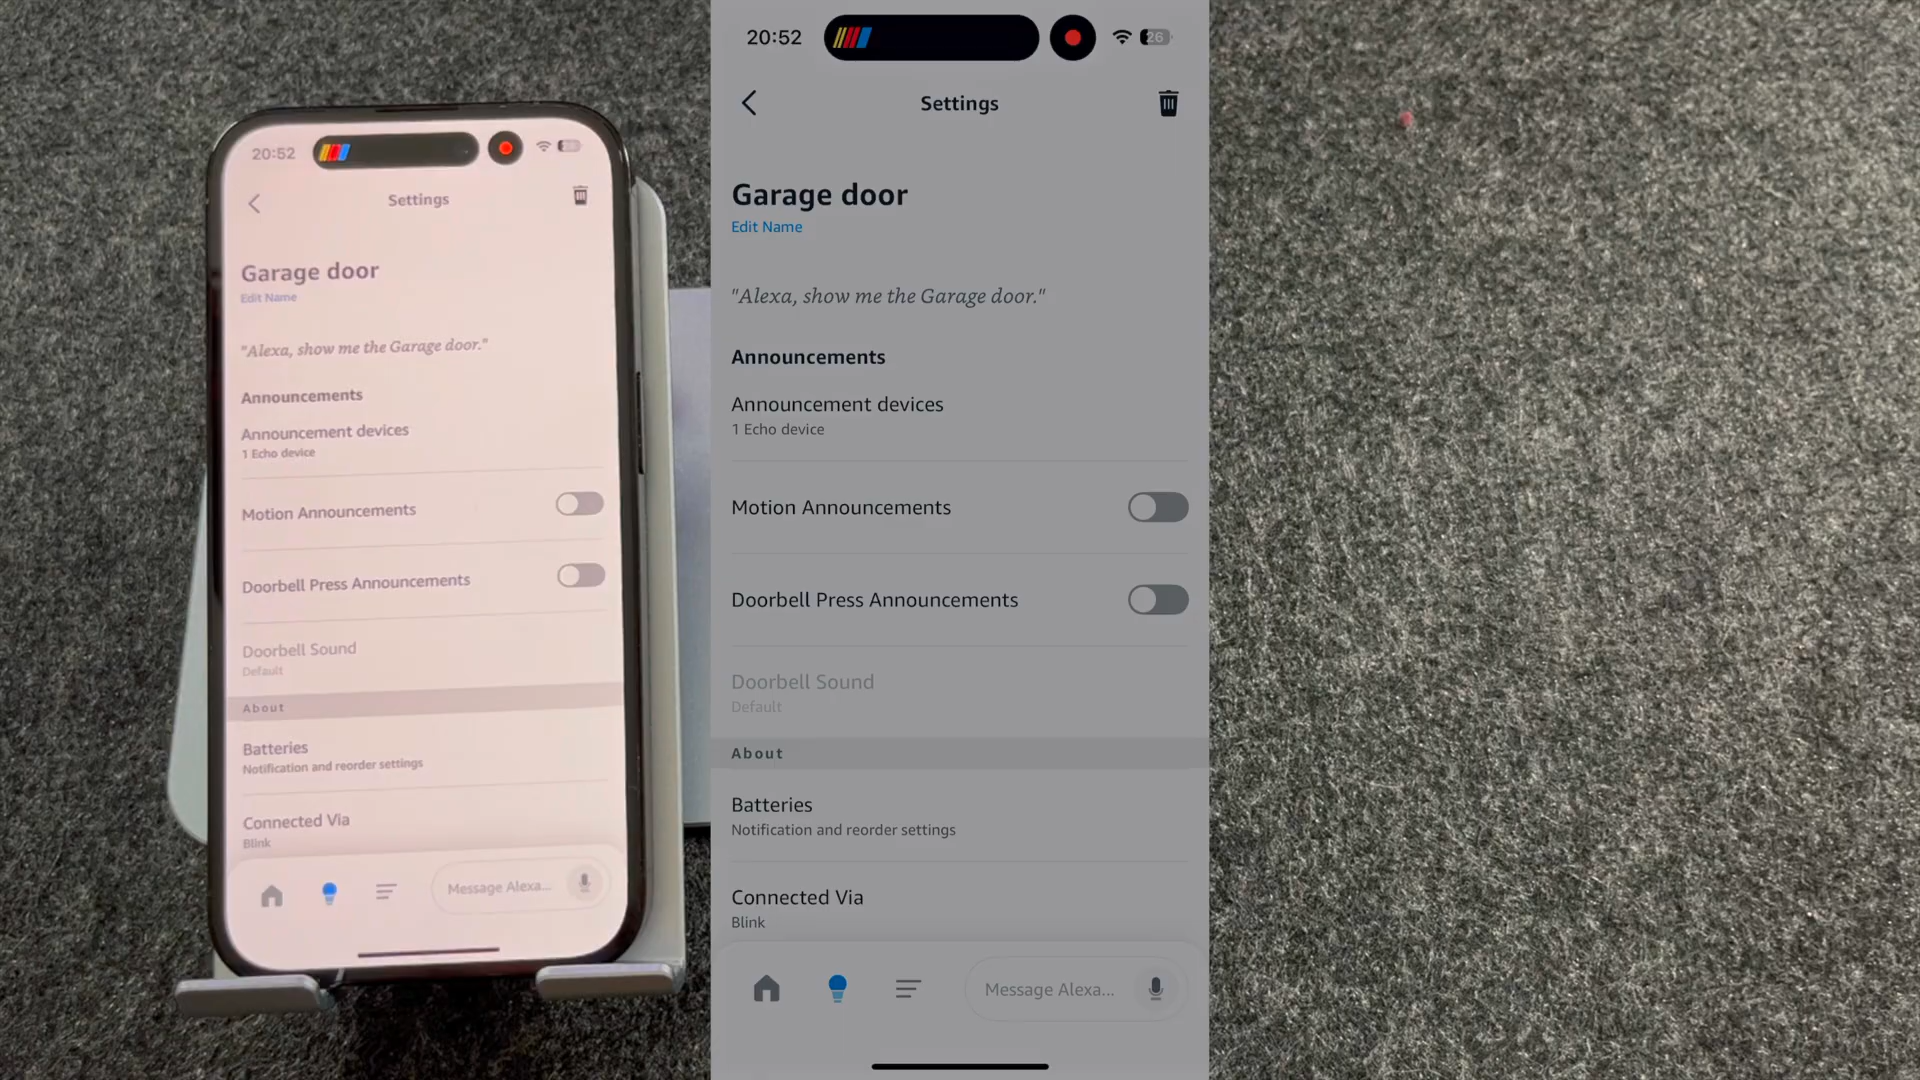 20:52
Settings
Garage door
Edit Name
"Alexa, show me the Garage door."
Announcements
Announcement devices
1 Echo device
Motion Announcements
Doorbell Press Announcements
Doorbell Sound
Default
About
Batteries
Notification and reorder settings
Connected Via
Blink
Message Alexa...
20:52
26
Settings
Garage door
Edit Name
"Alexa, show me the Garage door."
Announcements
Announcement devices
1 Echo device
Motion Announcements
Doorbell Press Announcements
Doorbell Sound
Default
About
Batteries
Notification and reorder settings
Connected Via
Blink
Message Alexa...